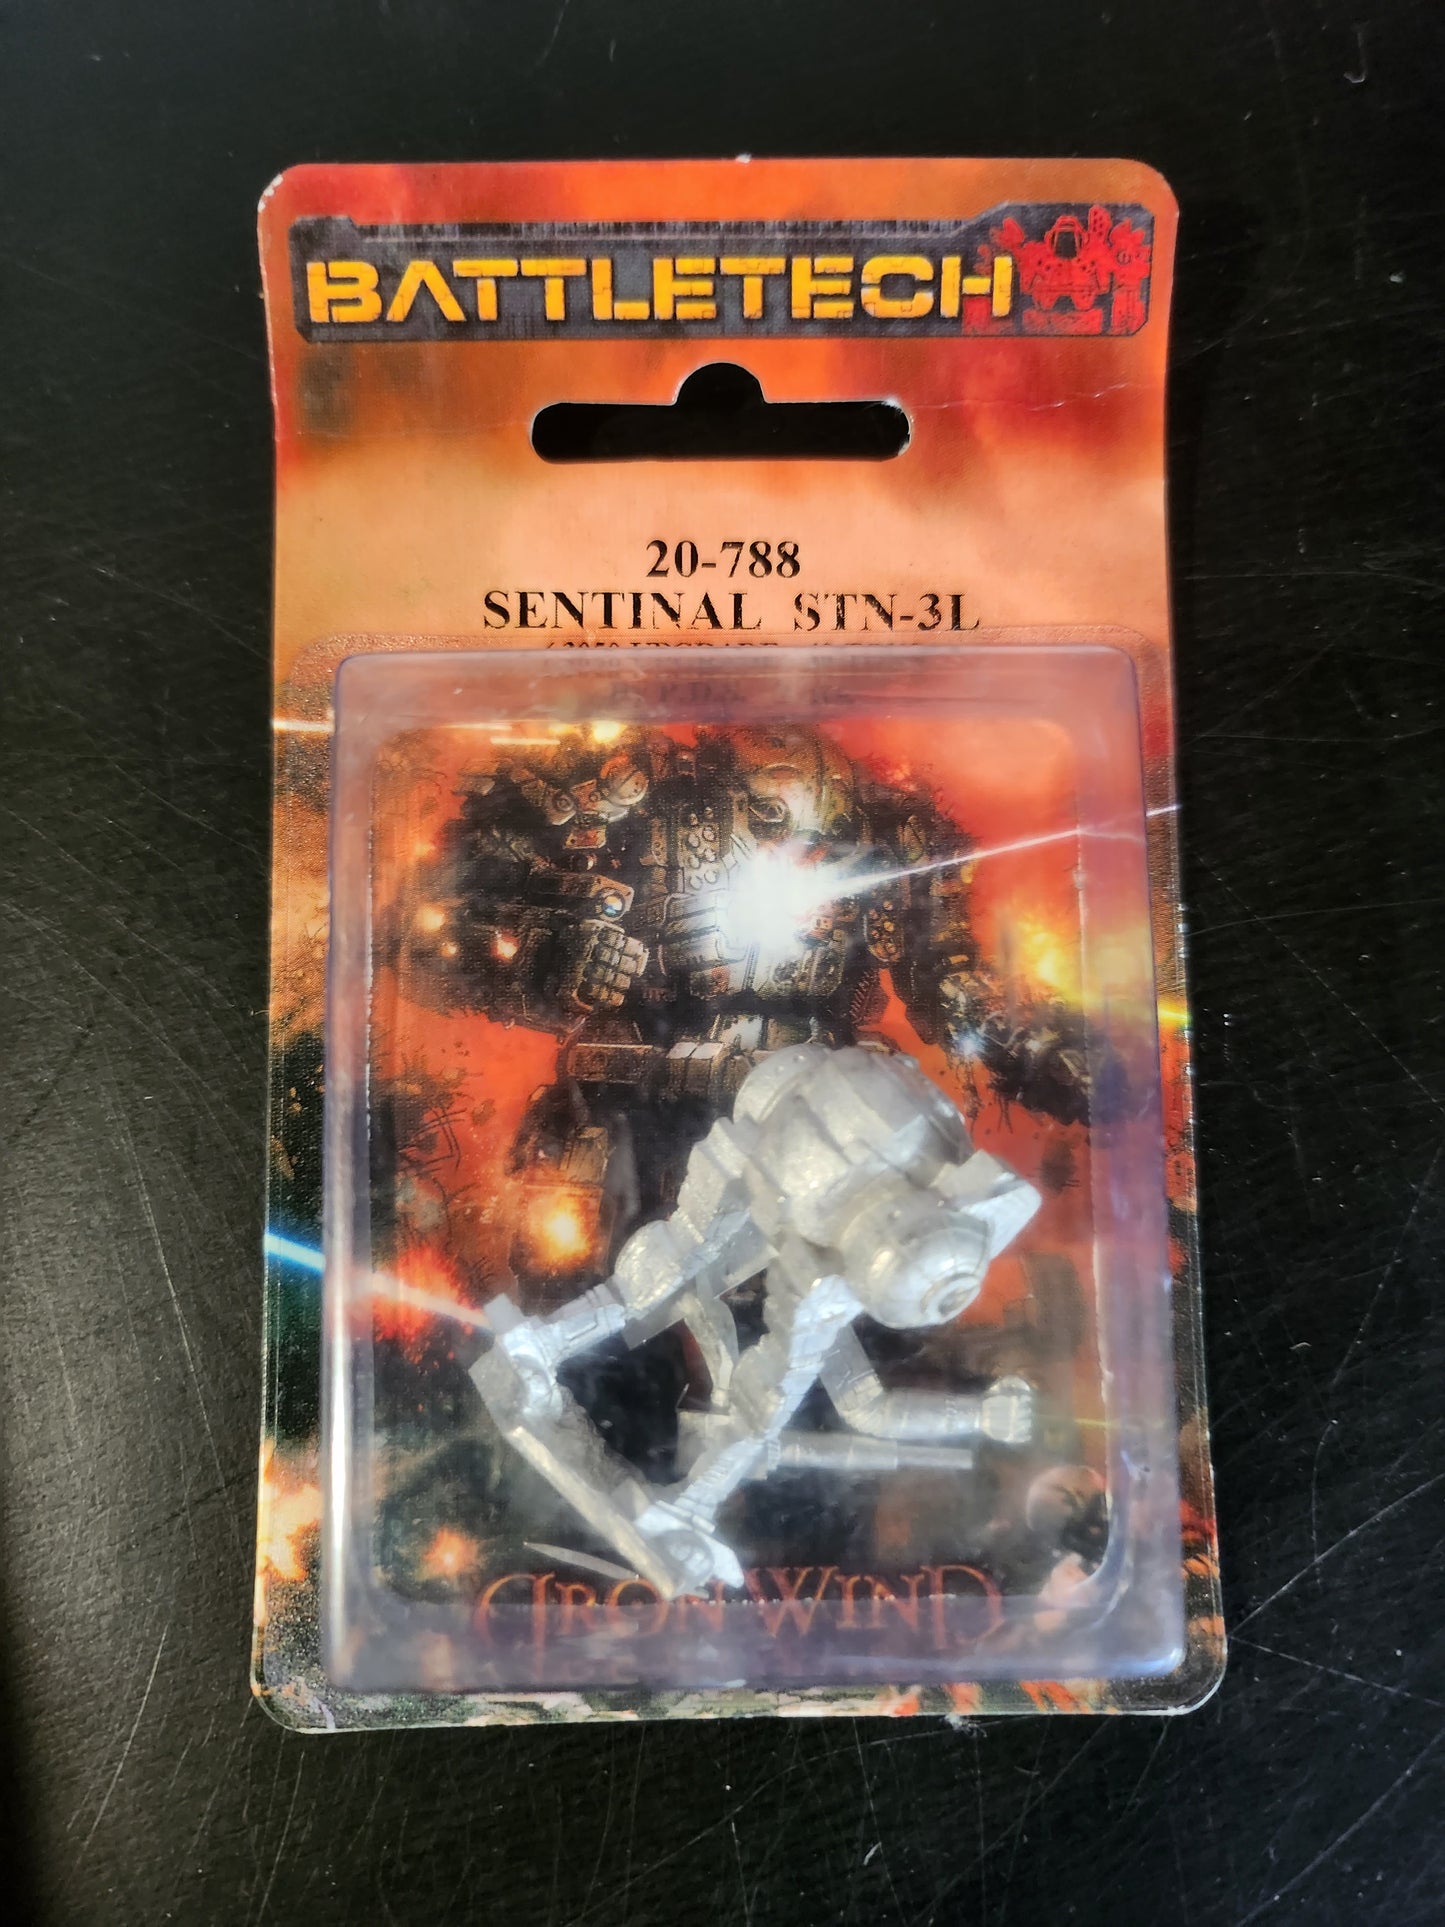 BATTLETECH
20-788
SENTINAL STN-3L
IRON WIND